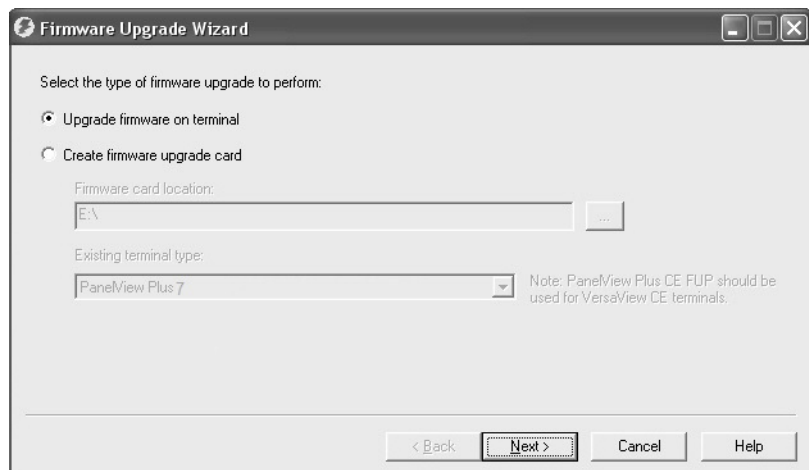 Firmware Upgrade Wizard
Select the type of firmware upgrade to perform:
Upgrade firmware on terminal
Create firmware upgrade card
Firmware card location:
E:\
...
Existing terminal type:
PanelView Plus 7
Note: PanelView Plus CE FUP should be
used for VersaView CE terminals.
< Back
Next >
Cancel
Help